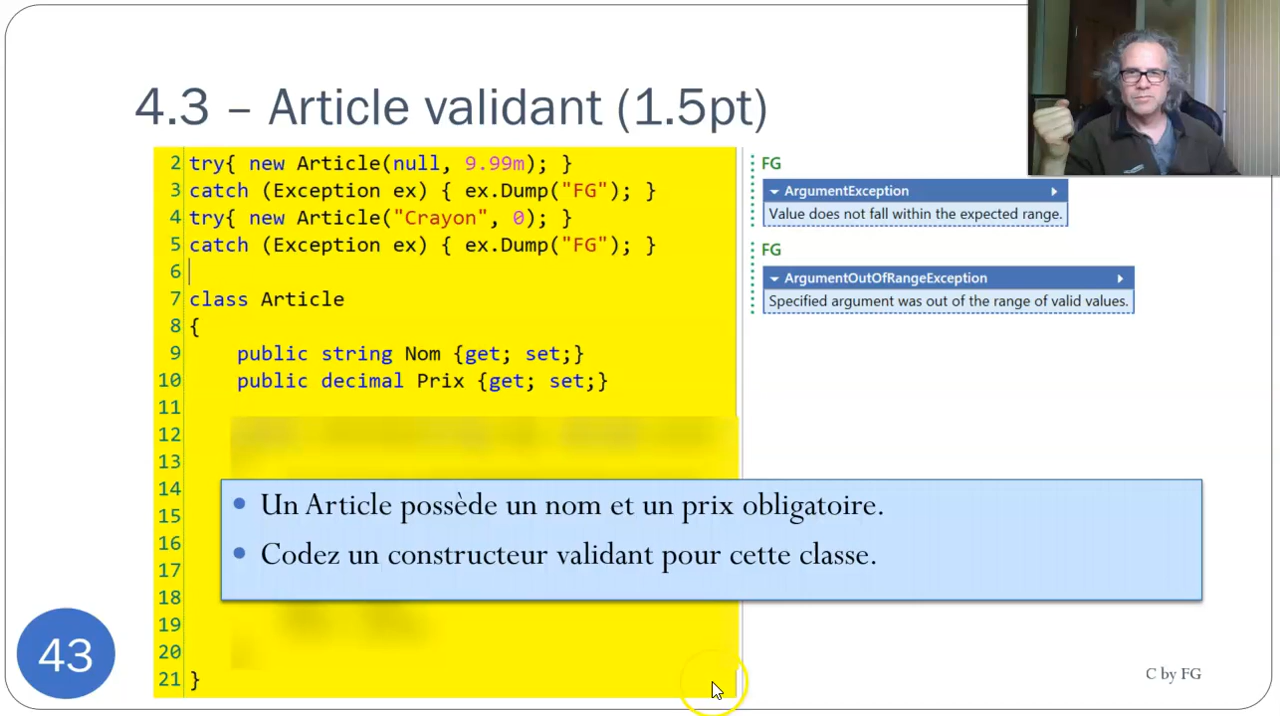 4.3 – Article validant (1.5pt)
2 try{ new Article(null, 9.99m); }
3 catch (Exception ex) { ex.Dump("FG"); }
4 try{ new Article("Crayon", 0); }
5 catch (Exception ex) { ex.Dump("FG"); }
6
7 class Article
8 {
9 public string Nom {get; set;}
10 public decimal Prix {get; set;}
11
12
13
14
15
16
17
18
19
20
21 }
FG
ArgumentException
Value does not fall within the expected range.
FG
ArgumentOutOfRangeException
Specified argument was out of the range of valid values.
• Un Article possède un nom et un prix obligatoire.
• Codez un constructeur validant pour cette classe.
43
C by FG